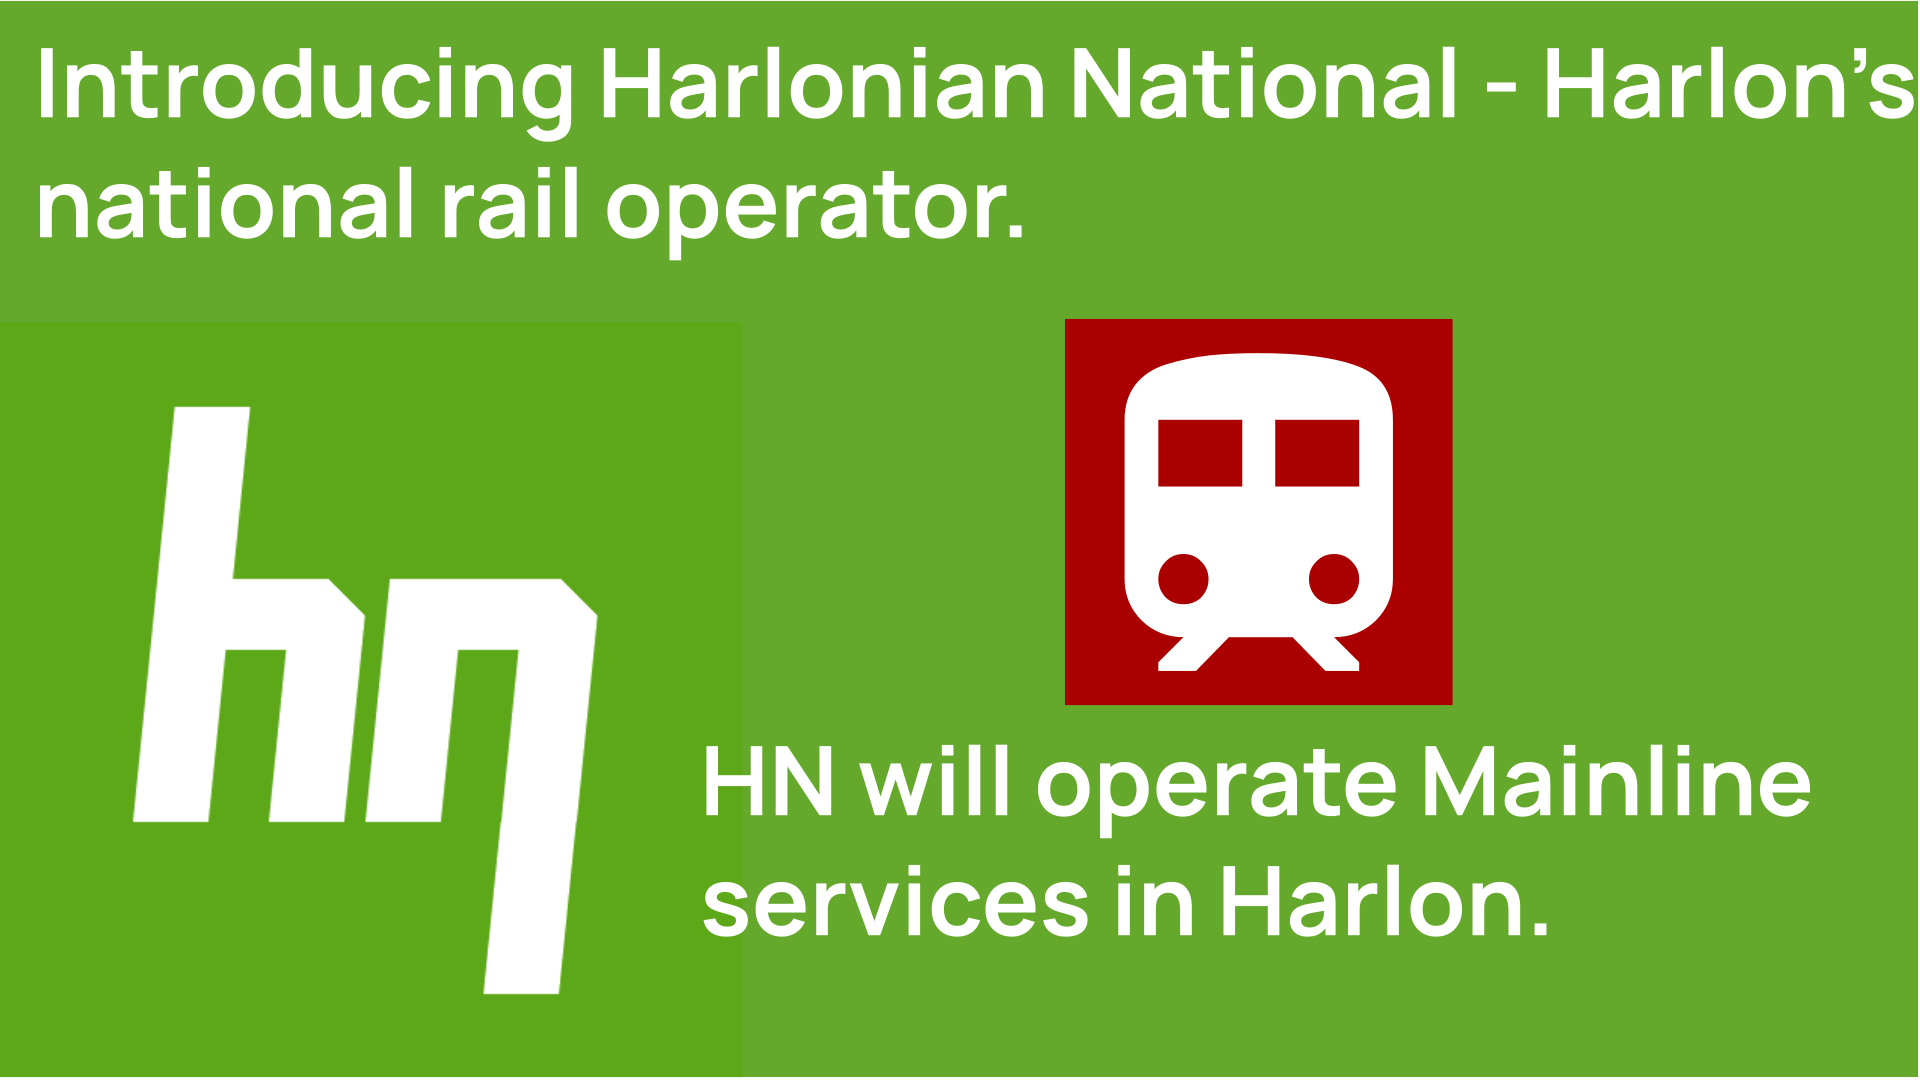 Introducing Harlonian National - Harlon’s
national rail operator.
hn
HN will operate Mainline
services in Harlon.